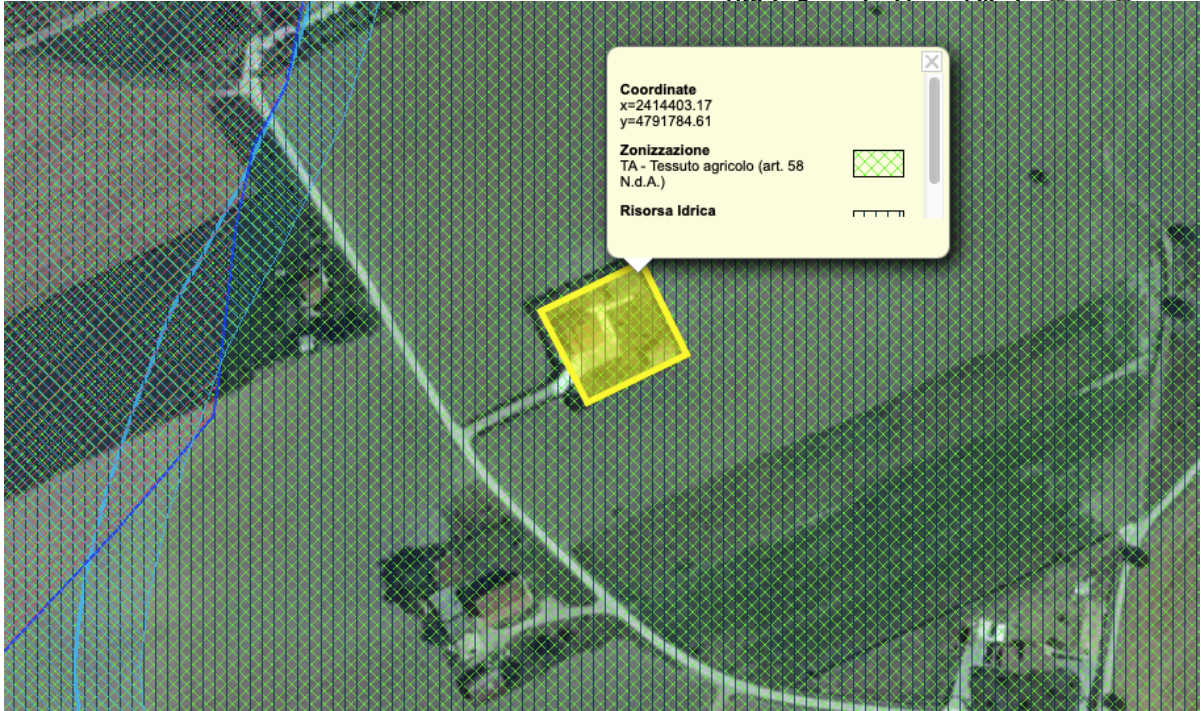 Coordinate
x=2414403.17
y=4791784.61
Zonizzazione
TA - Tessuto agricolo (art. 58
N.d.A.)
Risorsa Idrica